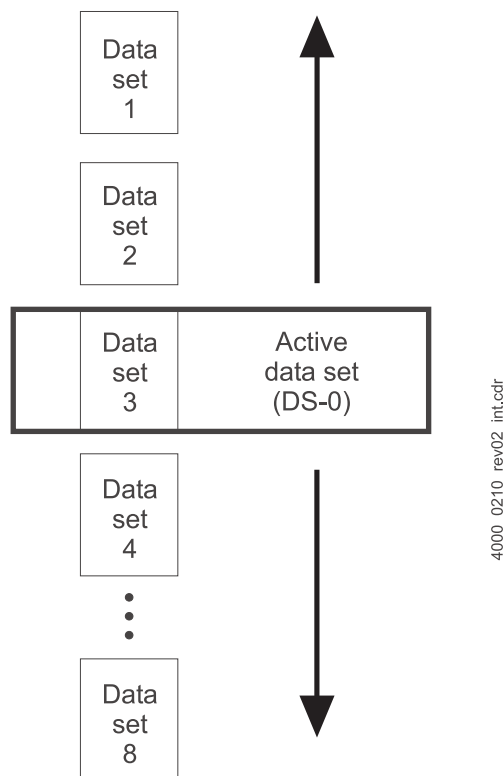 Data
set
1
Data
set
2
Data
set
3
Active
data set
(DS-0)
Data
set
4
Data
set
8
4000_0210_rev02_int.cdr